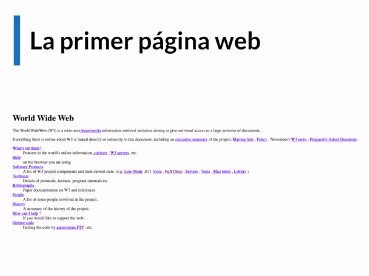 La primer página web
World Wide Web
The WorldWideWeb (W3) is a wide-area hypermedia information retrieval initiative aiming to give universal access to a large universe of documents.
Everything there is online about W3 is linked directly or indirectly to this document, including an executive summary of the project, Mailing lists , Policy , November's W3 news , Frequently Asked Questions .
What's out there?
Pointers to the world's online information, subjects , W3 servers, etc.
Help
on the browser you are using
Software Products
A list of W3 project components and their current state. (e.g. Line Mode ,X11 Viola , NeXTStep , Servers , Tools , Mail robot , Library )
Technical
Details of protocols, formats, program internals etc
Bibliography
Paper documentation on W3 and references.
People
A list of some people involved in the project.
History
A summary of the history of the project.
How can I help ?
If you would like to support the web..
Getting code
Getting the code by anonymous FTP , etc.